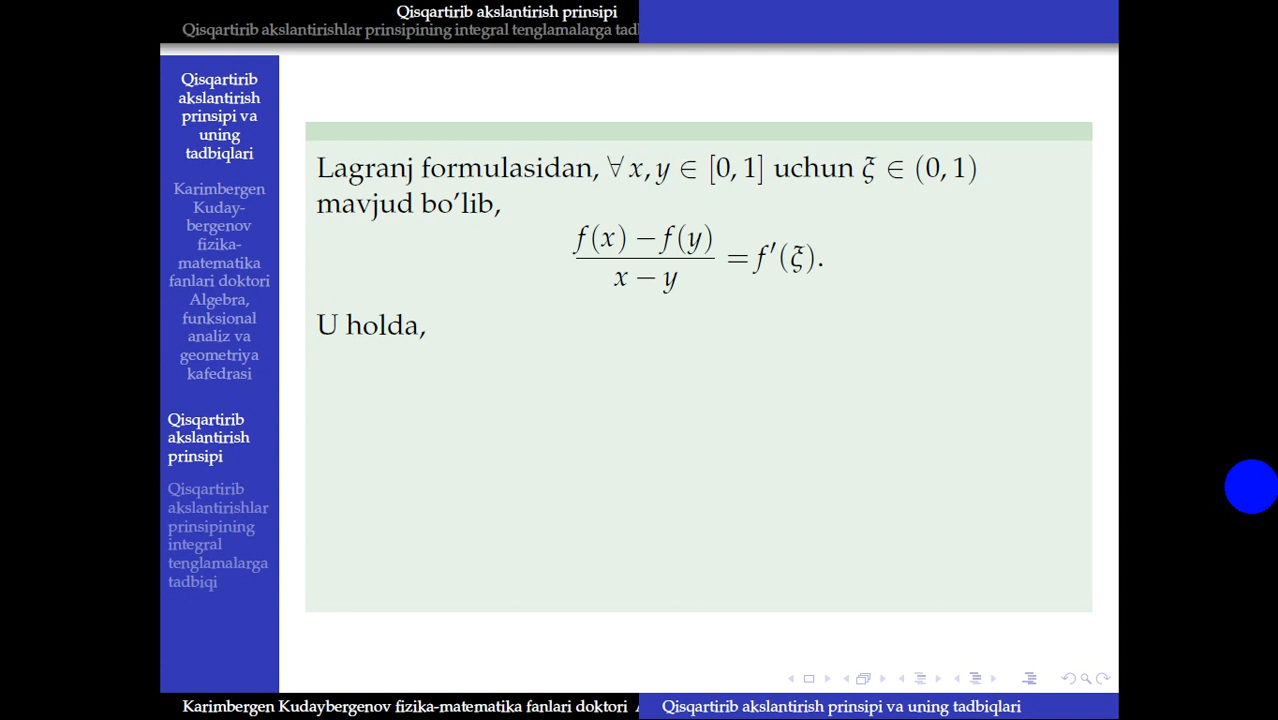 Qisqartirib akslantirish prinsipi
Qisqartirib akslantirishlar prinsipining integral tenglamalarga tad
Qisqartirib
akslantirish
prinsipi va
uning
tadbiqlari
Karimbergen
Kuday-
bergenov
fizika-
matematika
fanlari doktori
Algebra,
funksional
analiz va
geometriya
kafedrasi
Qisqartirib
akslantirish
prinsipi
Qisqartirib
akslantirishlar
prinsipining
integral
tenglamalarga
tadbiqi
Lagranj formulasidan, ∀ x, y ∈ [0, 1] uchun ξ ∈ (0, 1)
mavjud bo’lib,
f(x) − f(y)
x − y
= f′(ξ).
U holda,
Karimbergen Kudaybergenov fizika-matematika fanlari doktori
Qisqartirib akslantirish prinsipi va uning tadbiqlari